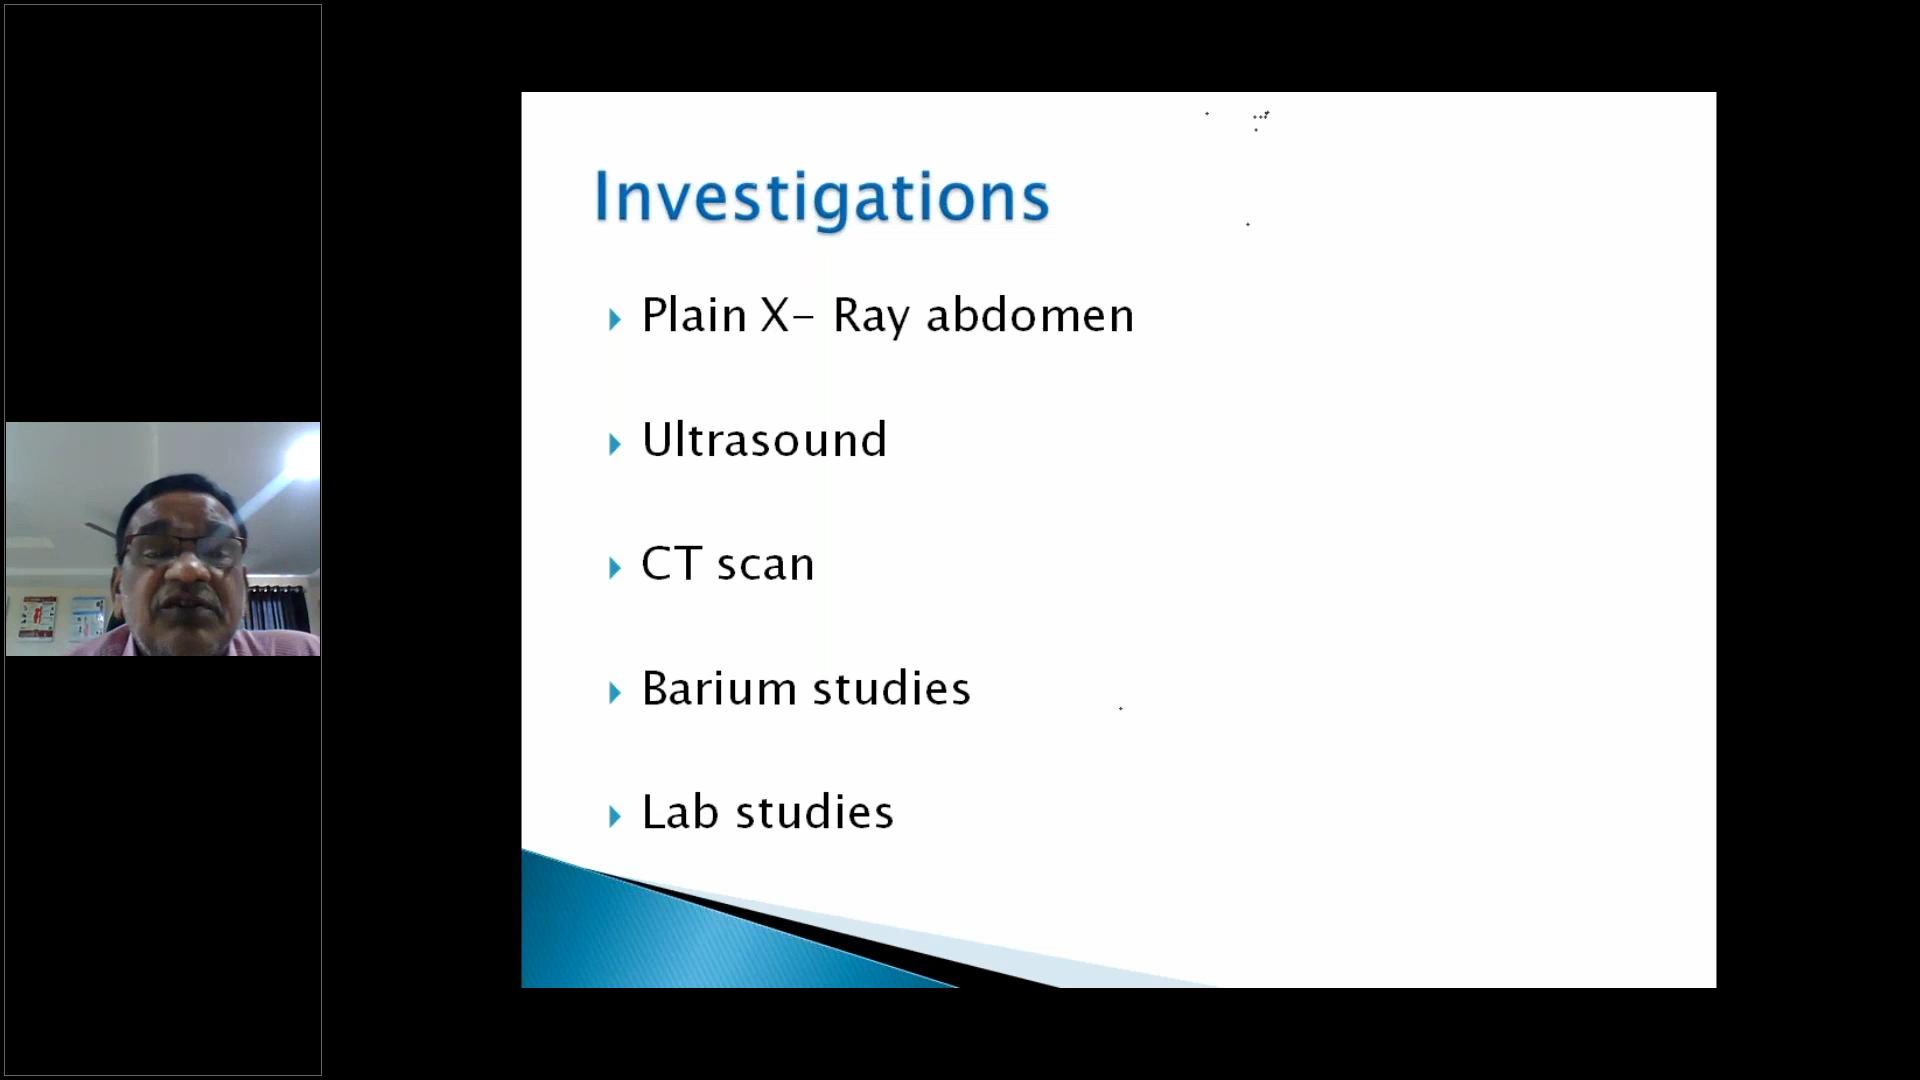 Investigations
Plain X- Ray abdomen
Ultrasound
CT scan
Barium studies
Lab studies